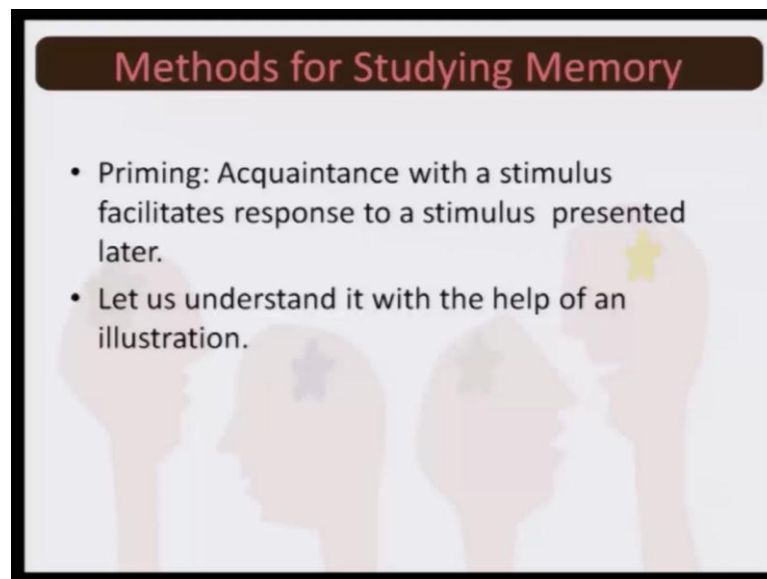 Methods for Studying Memory
• Priming: Acquaintance with a stimulus
facilitates response to a stimulus presented
later.
• Let us understand it with the help of an
illustration.